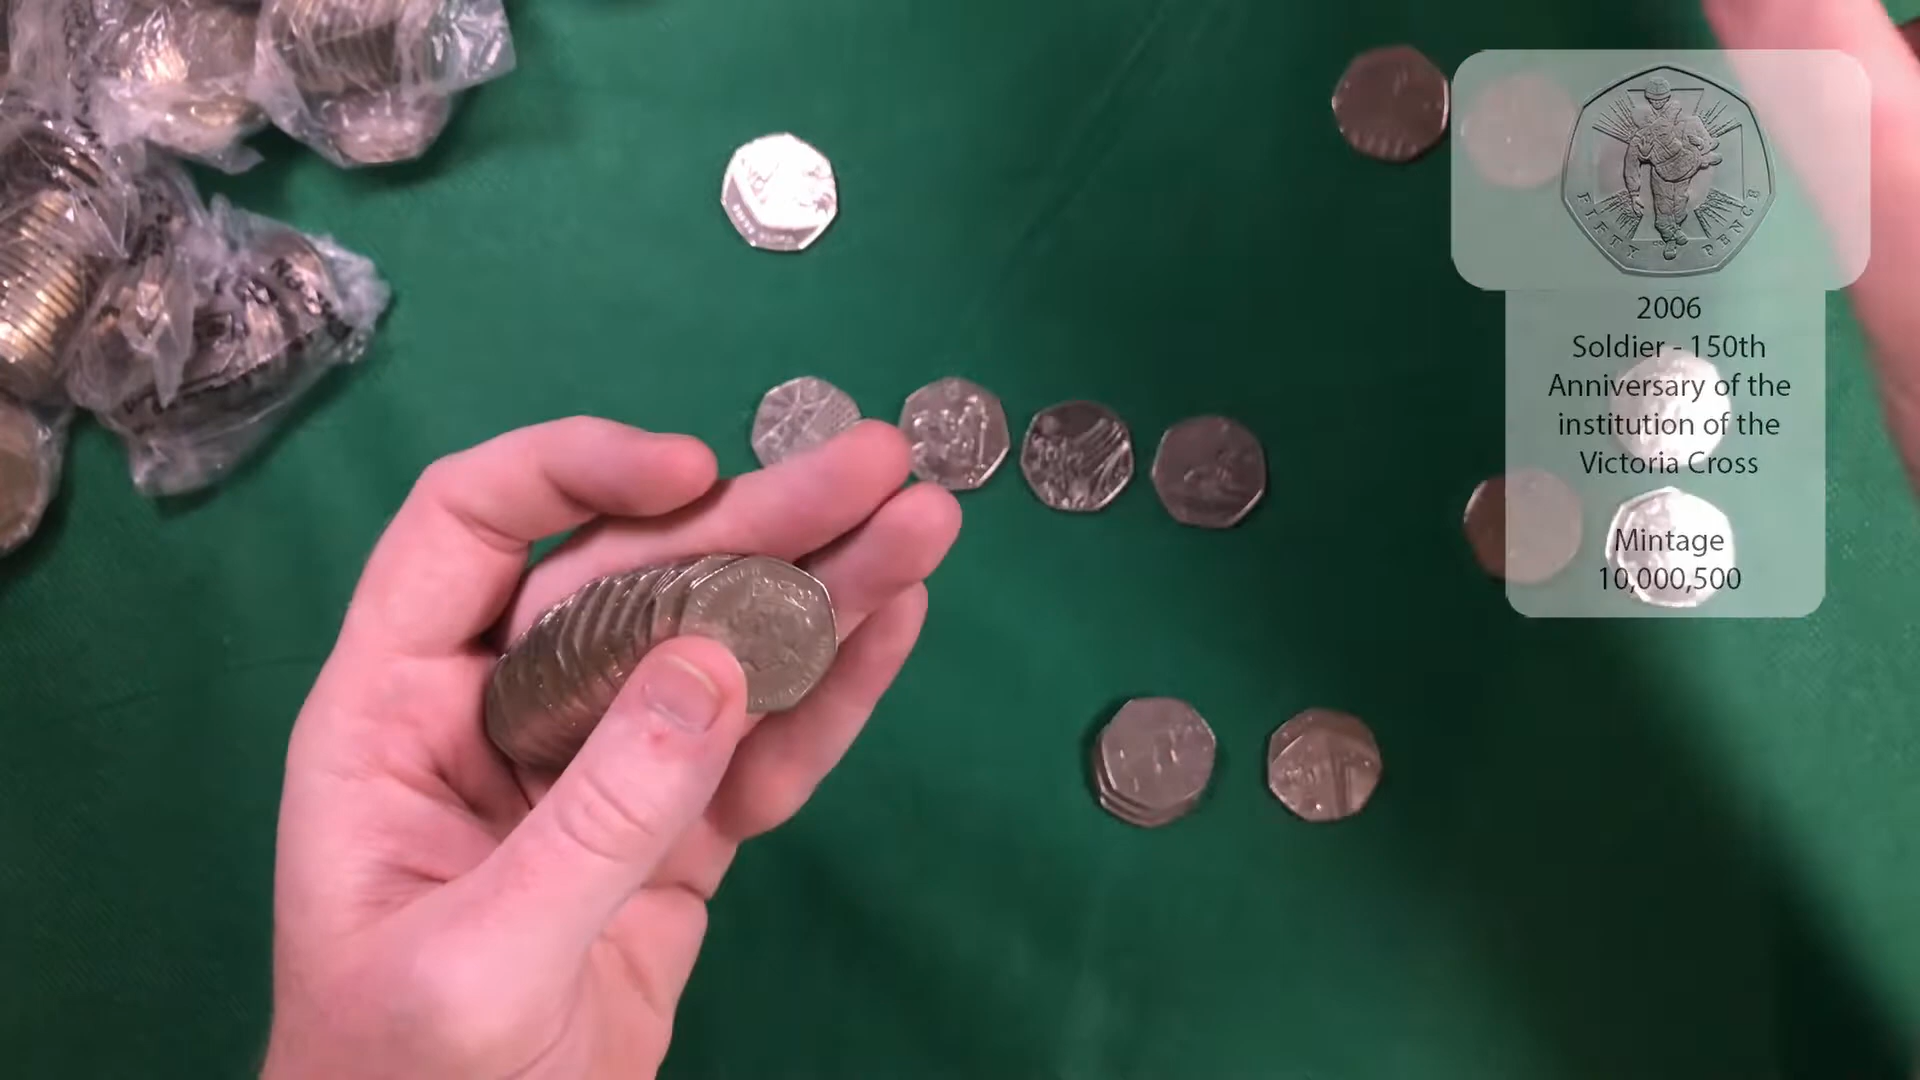 FIFTY PENCE
2006
Soldier - 150th
Anniversary of the
institution of the
Victoria Cross
Mintage
10,000,500